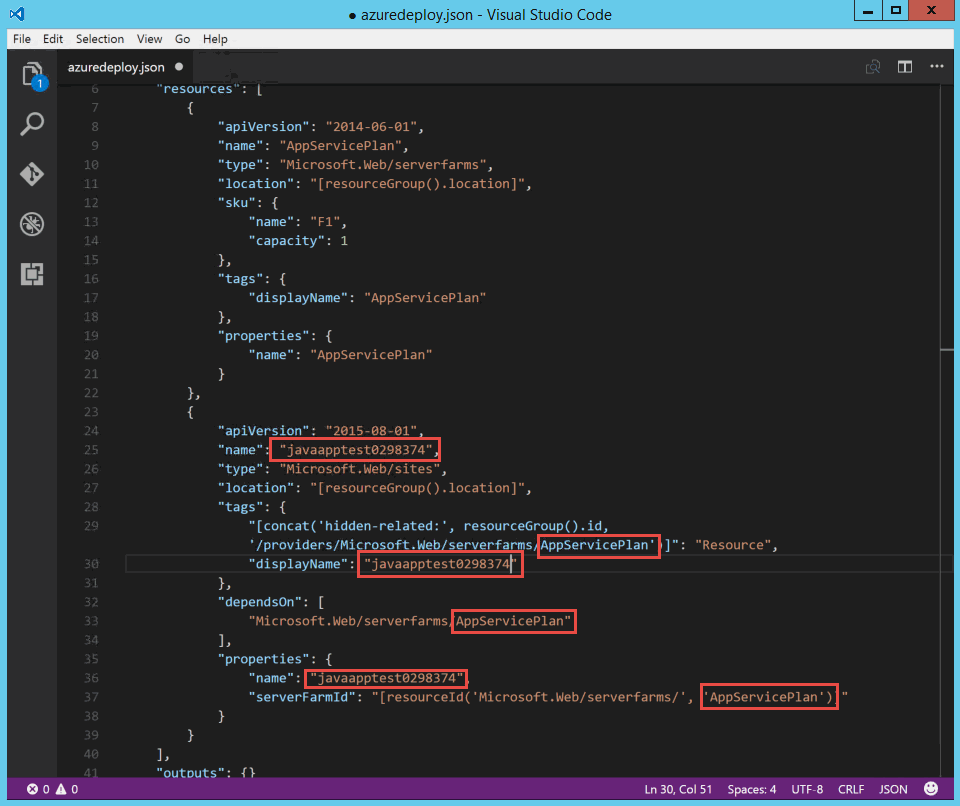 ● azuredeploy.json - Visual Studio Code
File Edit Selection View Go Help
azuredeploy.json ●
1
6 "resources": [
7 {
8 "apiVersion": "2014-06-01",
9 "name": "AppServicePlan",
10 "type": "Microsoft.Web/serverfarms",
11 "location": "[resourceGroup().location]",
12 "sku": {
13 "name": "F1",
14 "capacity": 1
15 },
16 "tags": {
17 "displayName": "AppServicePlan"
18 },
19 "properties": {
20 "name": "AppServicePlan"
21 }
22 },
23 {
24 "apiVersion": "2015-08-01",
25 "name": "javaapptest0298374",
26 "type": "Microsoft.Web/sites",
27 "location": "[resourceGroup().location]",
28 "tags": {
29 "[concat('hidden-related:', resourceGroup().id,
'/providers/Microsoft.Web/serverfarms/AppServicePlan')]": "Resource",
30 "displayName": "javaapptest0298374"
31 },
32 "dependsOn": [
33 "Microsoft.Web/serverfarms/AppServicePlan"
34 ],
35 "properties": {
36 "name": "javaapptest0298374",
37 "serverFarmId": "[resourceId('Microsoft.Web/serverfarms/', 'AppServicePlan')]"
38 }
39 }
40 ],
41 "outputs": {}
0 0 Ln 30, Col 51 Spaces: 4 UTF-8 CRLF JSON